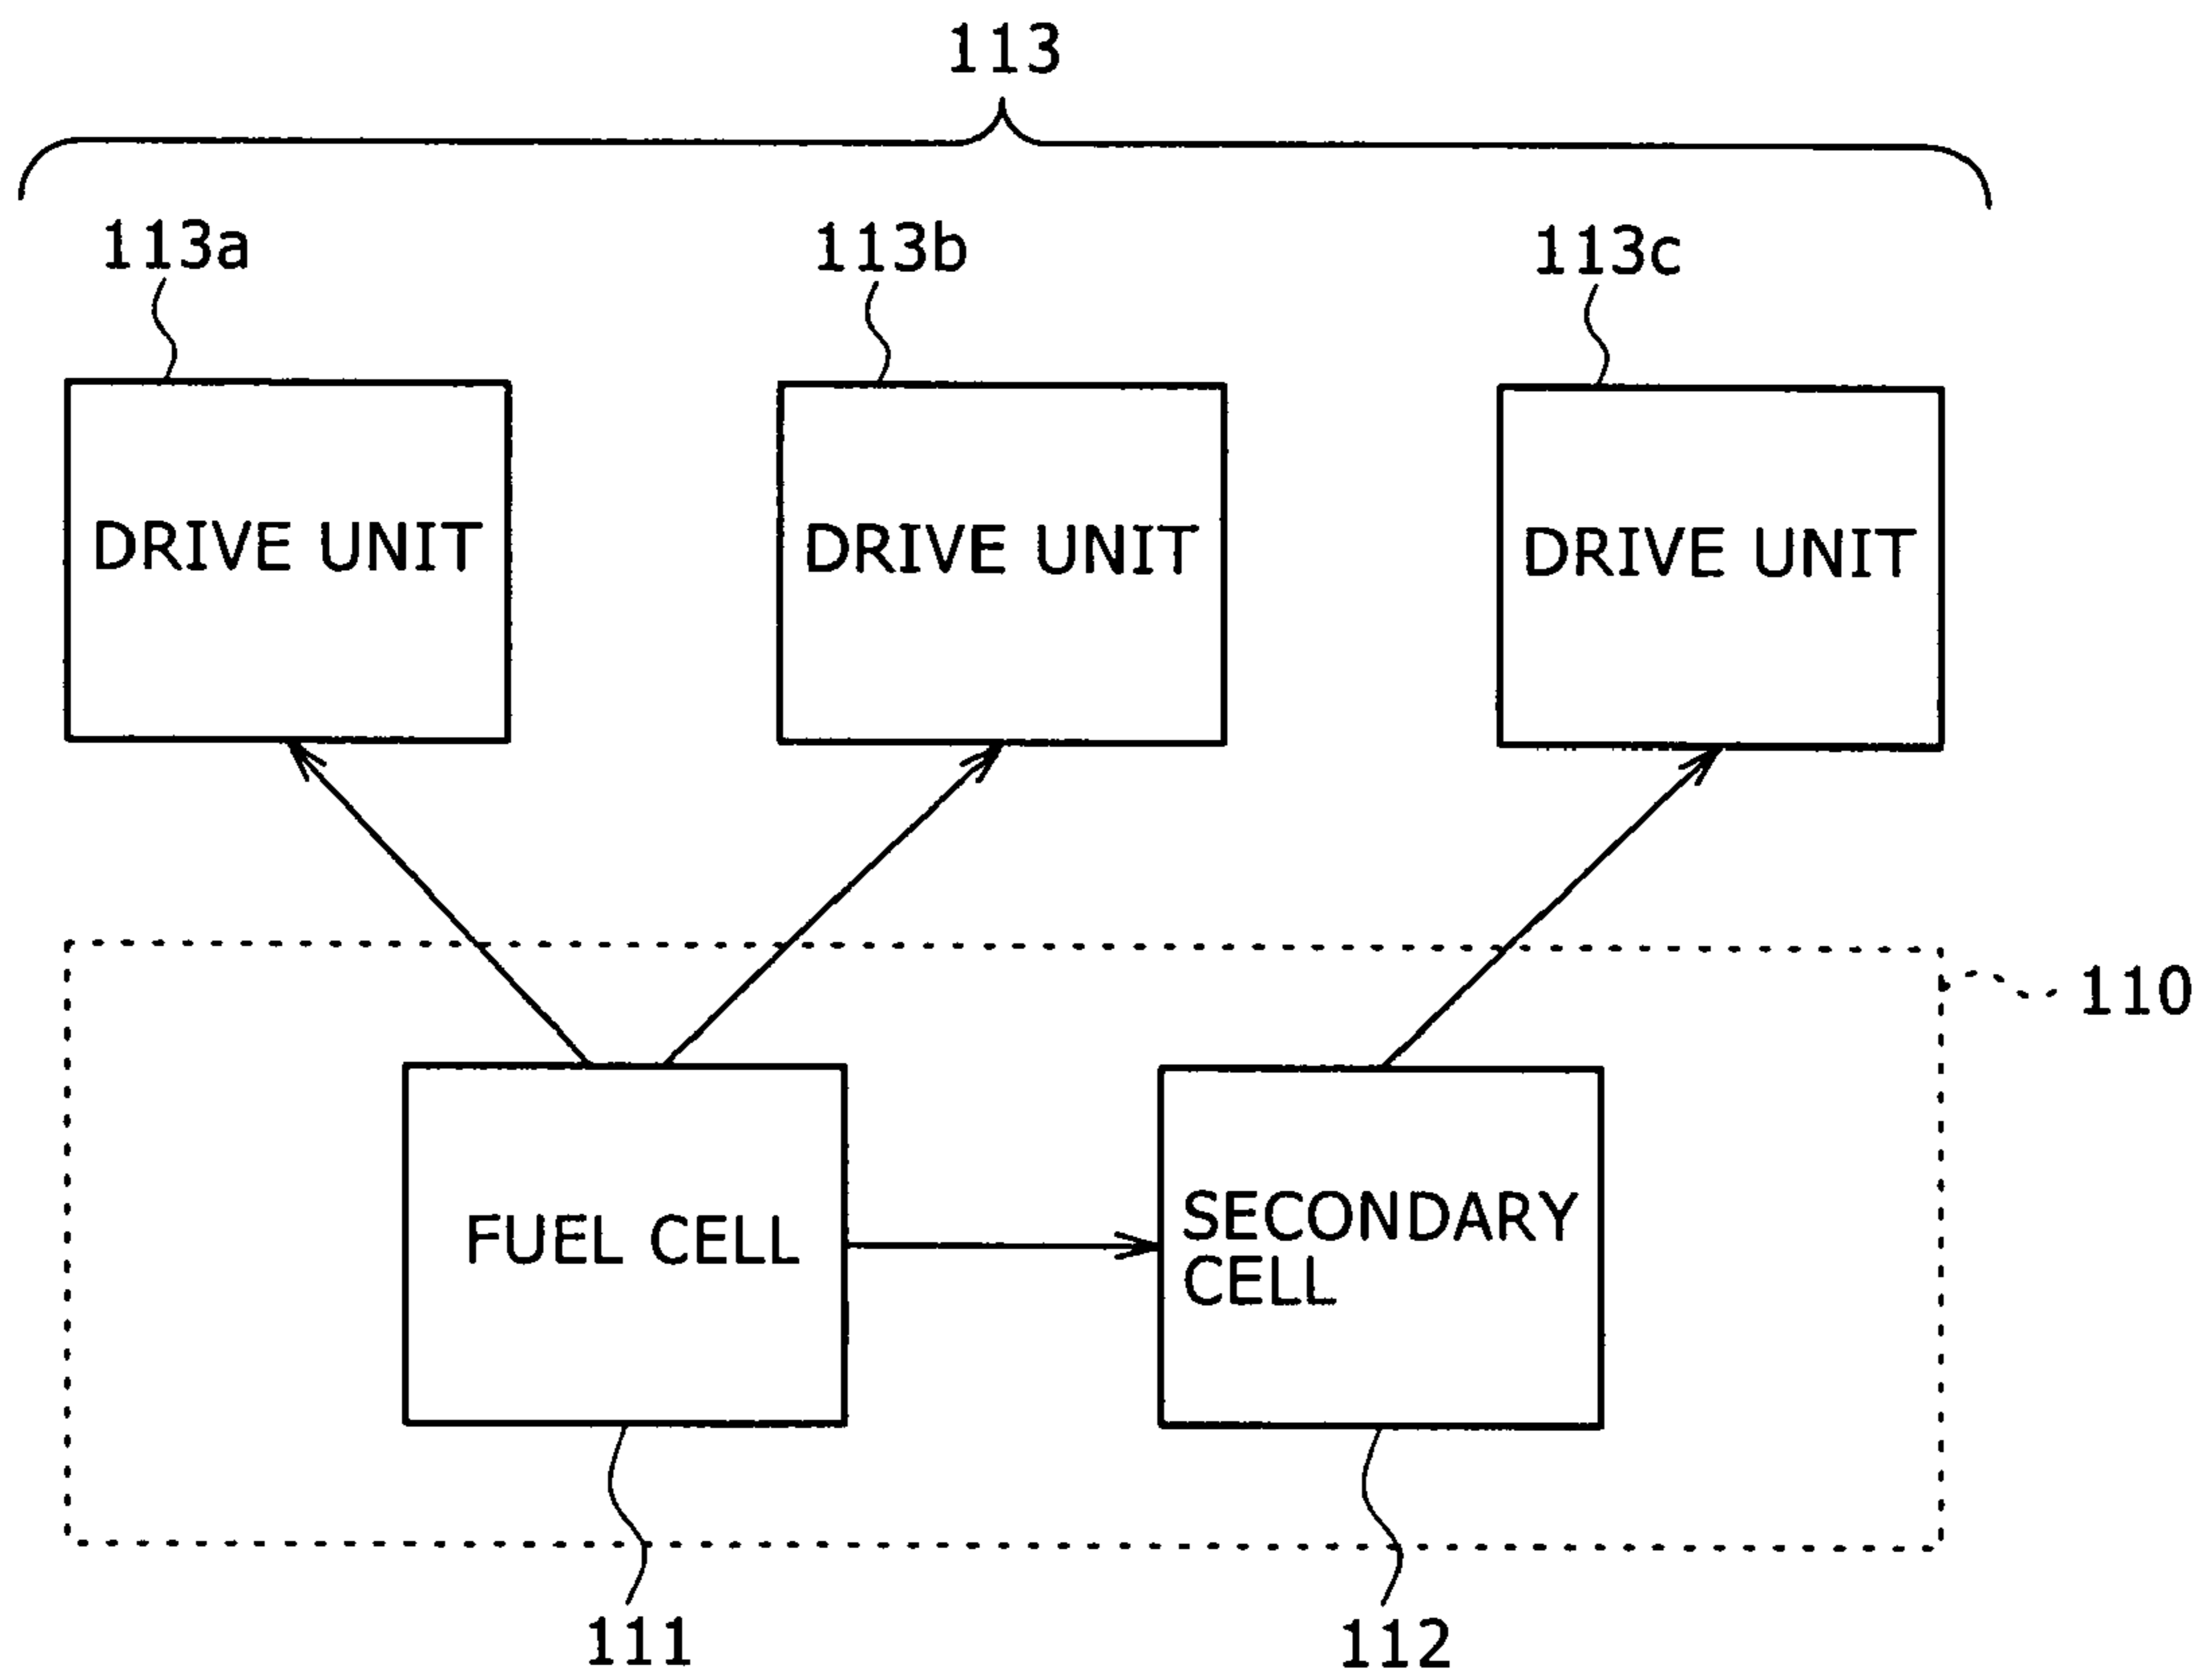 113
113a
113b
113c
DRIVE UNIT
DRIVE UNIT
DRIVE UNIT
110
FUEL CELL
SECONDARY
CELL
111
112